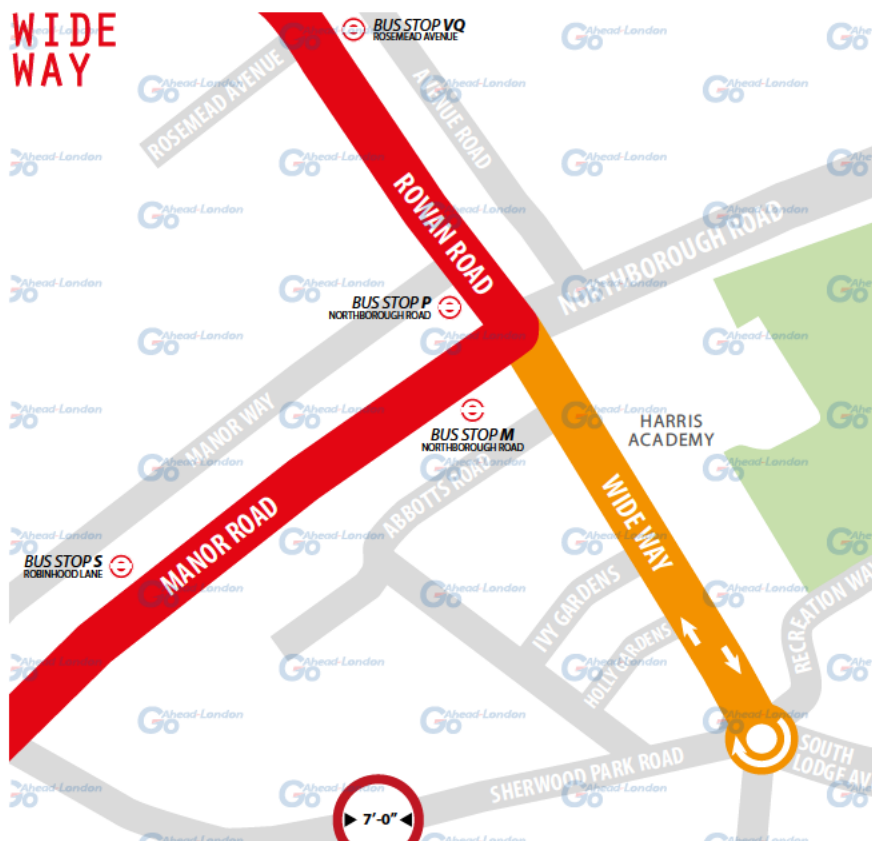 WIDE
WAY
BUS STOP VQ
ROSEMEAD AVENUE
ROSEMEAD AVENUE
AVENUE ROAD
ROWAN ROAD
NORTHBOROUGH ROAD
BUS STOP P
NORTHBOROUGH ROAD
MANOR WAY
HARRIS
ACADEMY
BUS STOP M
NORTHBOROUGH ROAD
ABBOTTS ROAD
WIDE WAY
MANOR ROAD
BUS STOP S
ROBINHOOD LANE
IVY GARDENS
HOLLY GARDENS
RECREATION WAY
SHERWOOD PARK ROAD
SOUTH
LODGE AV
7'-0"
Go Ahead-London